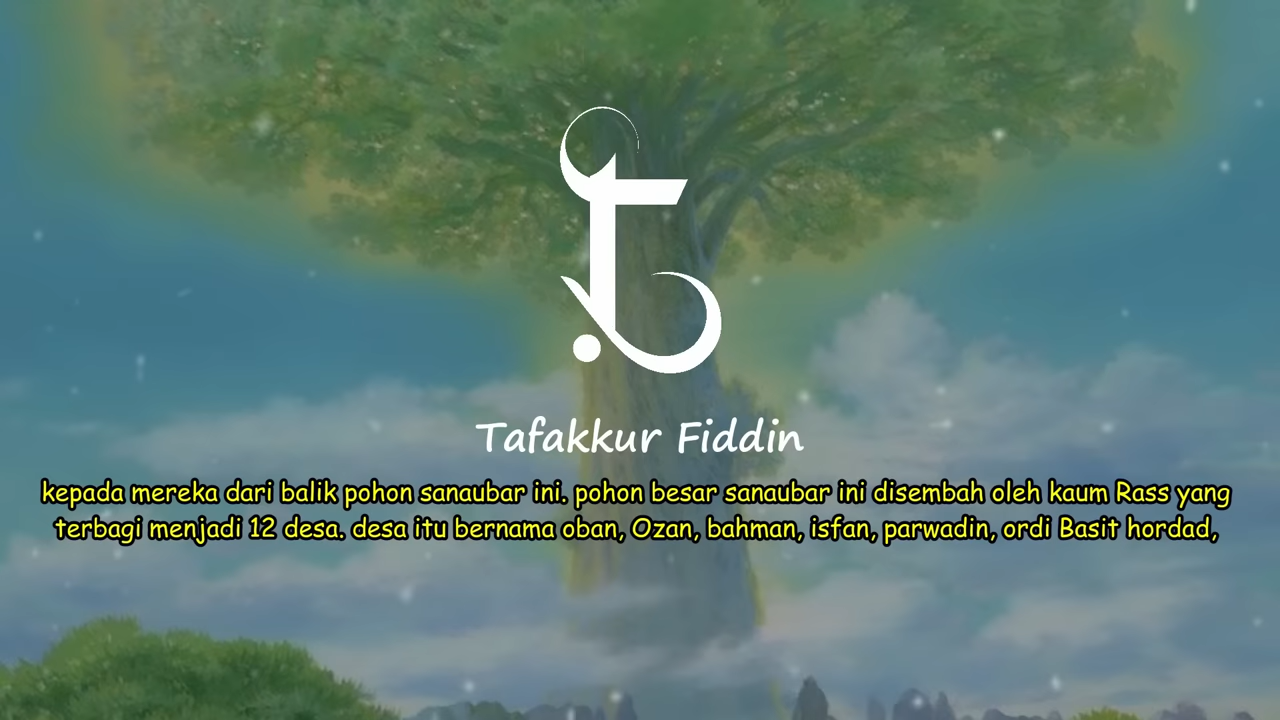 Tafakkur Fiddin
kepada mereka dari balik pohon sanaubar ini. pohon besar sanaubar ini disembah oleh kaum Rass yang
terbagi menjadi 12 desa. desa itu bernama oban, Ozan, bahman, isfan, parwadin, ordi Basit hordad,